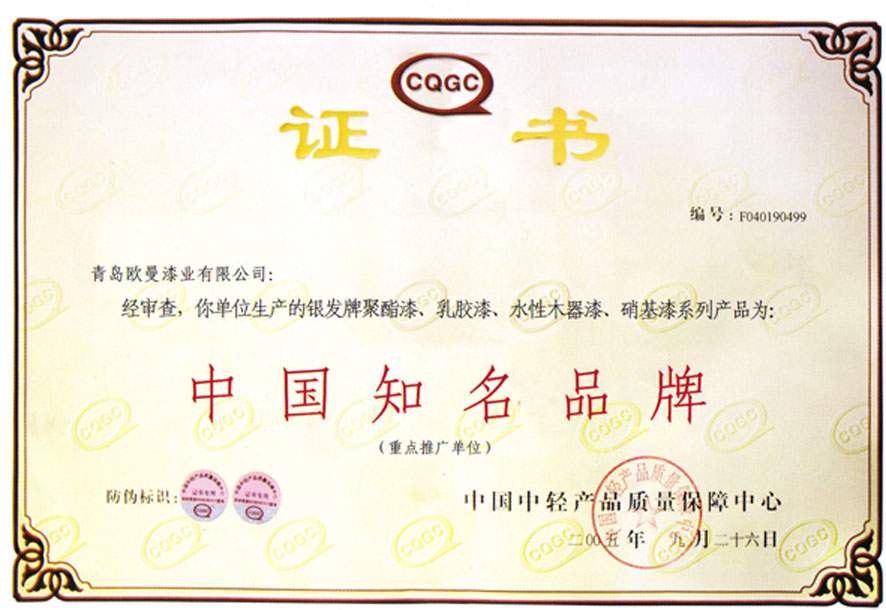 CQGC
证书
编号:F040190499
青岛欧曼漆业有限公司:
经审查，你单位生产的银发牌聚酯漆、乳胶漆、水性木器漆、硝基漆系列产品为:
中国知名品牌
(重点推广单位)
防伪标识:
中国中轻产品质量保障中心
二00五年九月二十六日